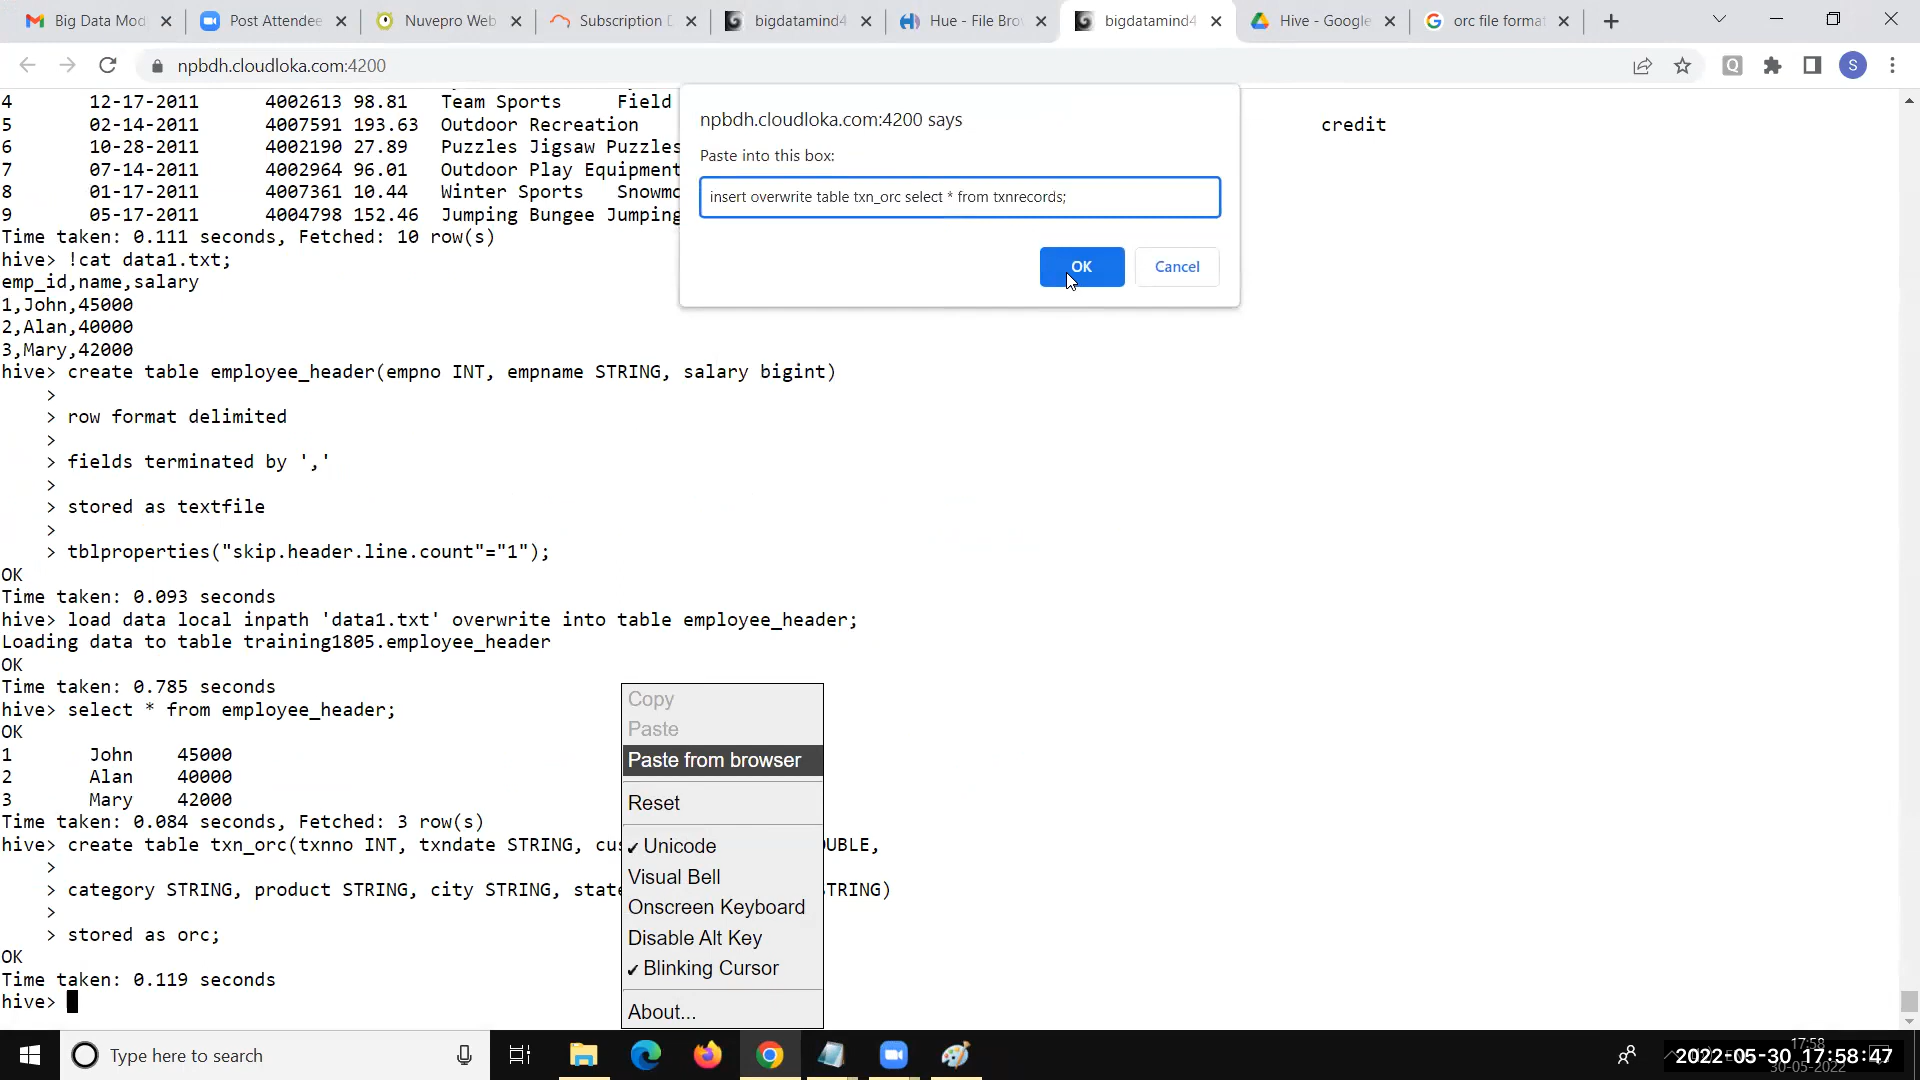 Big Data Mod
Post Attendee
Nuvepro Web
Subscription D
bigdatamind4
Hue - File Bro
bigdatamind4
Hive - Google
orc file forma
npbdh.cloudloka.com:4200
Q
S
4 12-17-2011 4002613 98.81 Team Sports Field
5 02-14-2011 4007591 193.63 Outdoor Recreation credit
6 10-28-2011 4002190 27.89 Puzzles Jigsaw Puzzles
7 07-14-2011 4002964 96.01 Outdoor Play Equipment
8 01-17-2011 4007361 10.44 Winter Sports Snowmo
9 05-17-2011 4004798 152.46 Jumping Bungee Jumping
Time taken: 0.111 seconds, Fetched: 10 row(s)
hive> !cat data1.txt;
emp_id,name,salary
1,John,45000
2,Alan,40000
3,Mary,42000
hive> create table employee_header(empno INT, empname STRING, salary bigint)
>
> row format delimited
>
> fields terminated by ','
>
> stored as textfile
>
> tblproperties("skip.header.line.count"="1");
OK
Time taken: 0.093 seconds
hive> load data local inpath 'data1.txt' overwrite into table employee_header;
Loading data to table training1805.employee_header
OK
Time taken: 0.785 seconds
hive> select * from employee_header;
OK
1 John 45000
2 Alan 40000
3 Mary 42000
Time taken: 0.084 seconds, Fetched: 3 row(s)
hive> create table txn_orc(txnno INT, txndate STRING, cus UBLE,
>
> category STRING, product STRING, city STRING, state TRING)
>
> stored as orc;
OK
Time taken: 0.119 seconds
hive>
npbdh.cloudloka.com:4200 says
Paste into this box:
insert overwrite table txn_orc select * from txnrecords;
OK
Cancel
Copy
Paste
Paste from browser
Reset
✔ Unicode
Visual Bell
Onscreen Keyboard
Disable Alt Key
✔ Blinking Cursor
About...
Type here to search
17:58
2022-05-30 17:58:47
30-05-2022